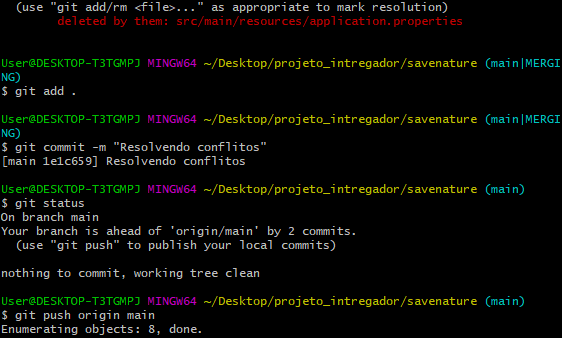 (use "git add/rm <file>..." as appropriate to mark resolution)
deleted by them: src/main/resources/application.properties
User@DESKTOP-T3TGMPJ MINGW64 ~/Desktop/projeto_intregador/savenature (main|MERGI
NG)
$ git add .
User@DESKTOP-T3TGMPJ MINGW64 ~/Desktop/projeto_intregador/savenature (main|MERGI
NG)
$ git commit -m "Resolvendo conflitos"
[main 1e1c659] Resolvendo conflitos
User@DESKTOP-T3TGMPJ MINGW64 ~/Desktop/projeto_intregador/savenature (main)
$ git status
On branch main
Your branch is ahead of 'origin/main' by 2 commits.
(use "git push" to publish your local commits)
nothing to commit, working tree clean
User@DESKTOP-T3TGMPJ MINGW64 ~/Desktop/projeto_intregador/savenature (main)
$ git push origin main
Enumerating objects: 8, done.